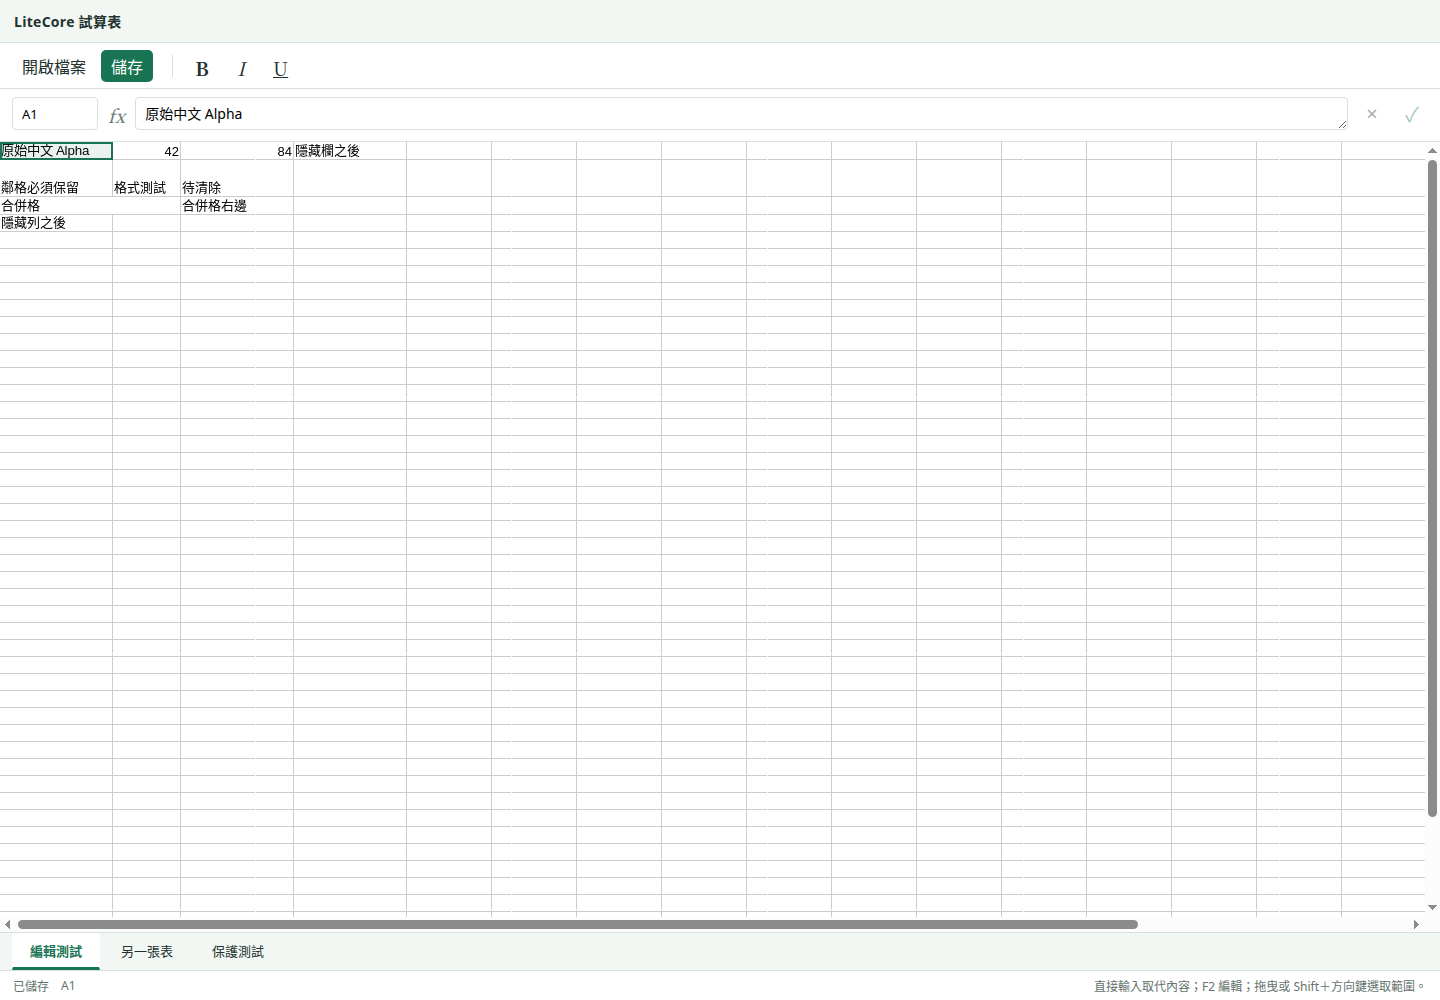 LiteCore 試算表
開啟檔案 儲存 B I U
A1 fx 原始中文 Alpha × ✓
原始中文 Alpha 42 84 隱藏欄之後
鄰格必須保留 格式測試 待清除
合併格 合併格右邊
隱藏列之後
編輯測試 另一張表 保護測試
已儲存 A1 直接輸入取代內容；F2 編輯；拖曳或 Shift＋方向鍵選取範圍。